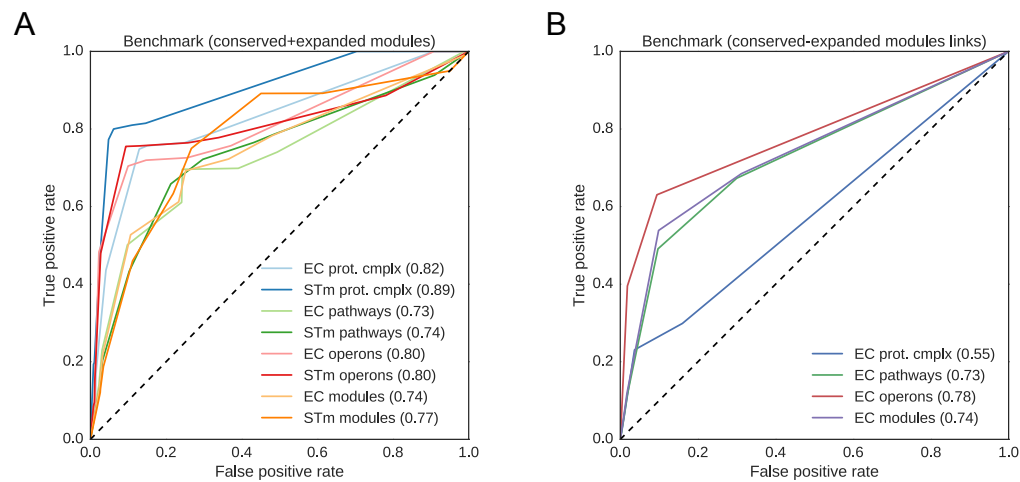 A
Benchmark (conserved+expanded modules)
1.0
0.8
0.6
0.4
0.2
0.0
True positive rate
EC prot. cmplx (0.82)
STm prot. cmplx (0.89)
EC pathways (0.73)
STm pathways (0.74)
EC operons (0.80)
STm operons (0.80)
EC modules (0.74)
STm modules (0.77)
0.0 0.2 0.4 0.6 0.8 1.0
False positive rate
B
Benchmark (conserved-expanded modules links)
1.0
0.8
0.6
0.4
0.2
0.0
True positive rate
EC prot. cmplx (0.55)
EC pathways (0.73)
EC operons (0.78)
EC modules (0.74)
0.0 0.2 0.4 0.6 0.8 1.0
False positive rate